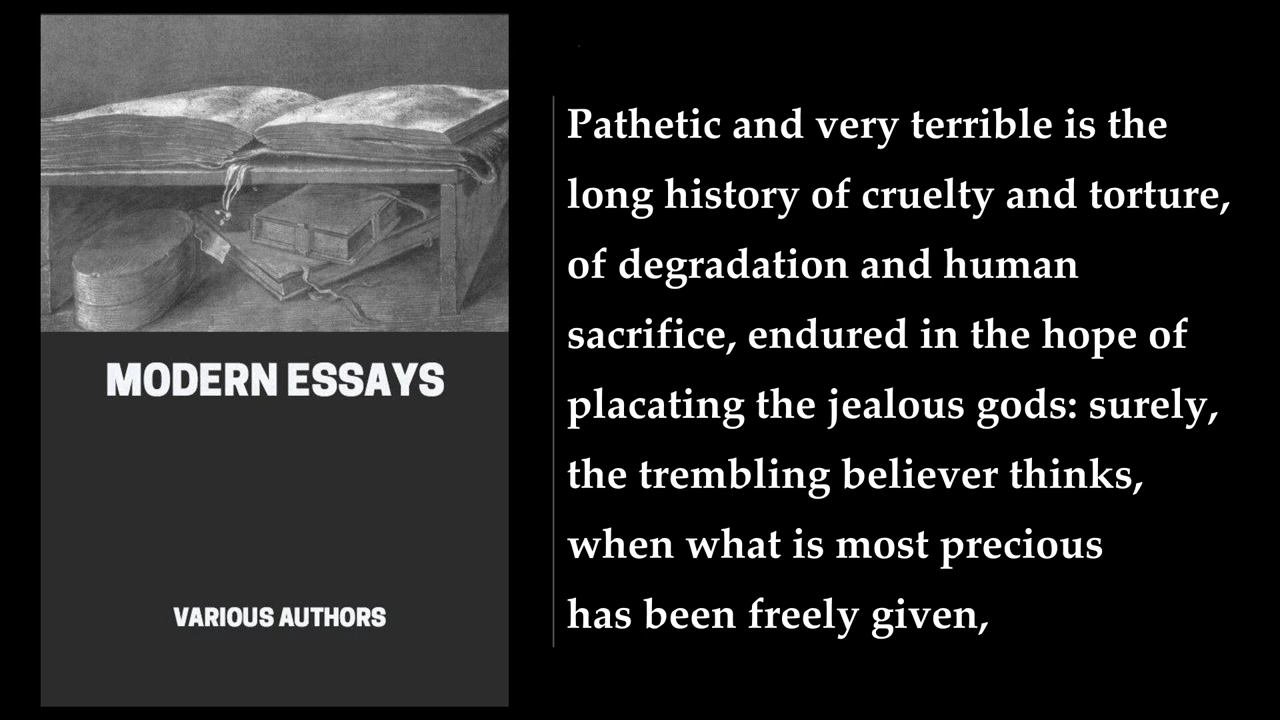 MODERN ESSAYS
VARIOUS AUTHORS
Pathetic and very terrible is the
long history of cruelty and torture,
of degradation and human
sacrifice, endured in the hope of
placating the jealous gods: surely,
the trembling believer thinks,
when what is most precious
has been freely given,